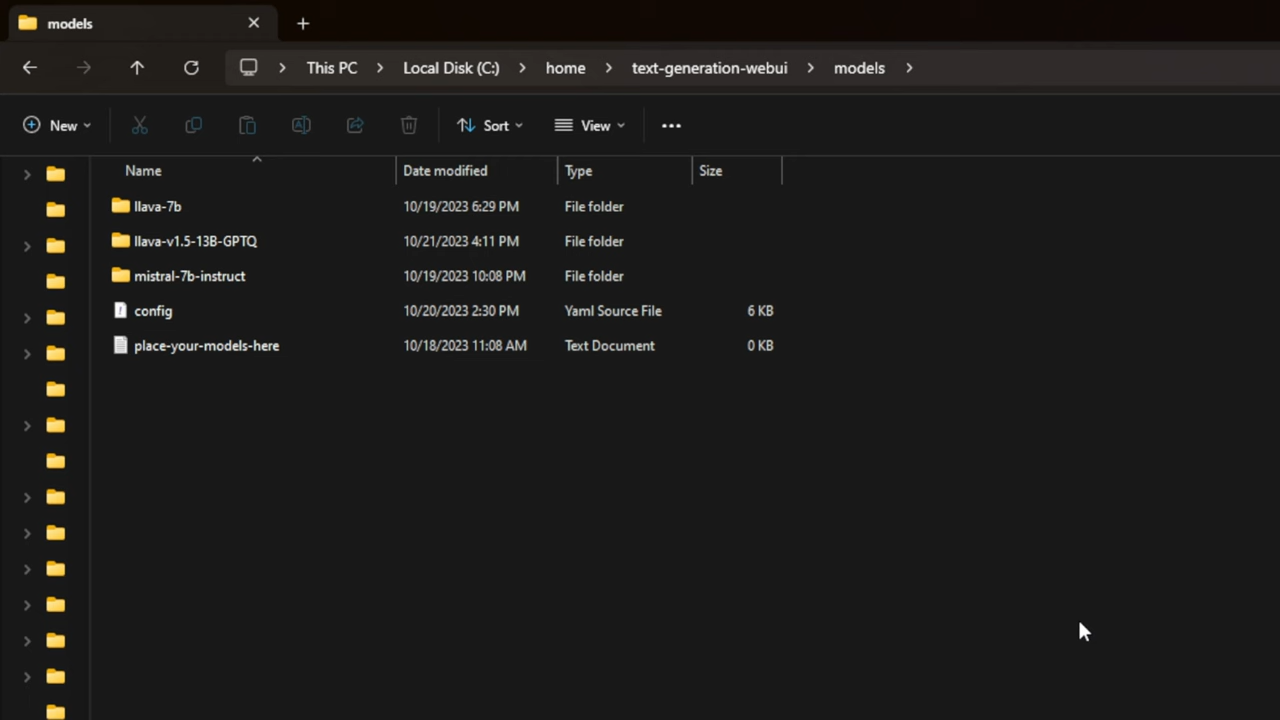 models
This PC Local Disk (C:) home text-generation-webui models
New Sort View
Name Date modified Type Size
llava-7b 10/19/2023 6:29 PM File folder
llava-v1.5-13B-GPTQ 10/21/2023 4:11 PM File folder
mistral-7b-instruct 10/19/2023 10:08 PM File folder
config 10/20/2023 2:30 PM Yaml Source File 6 KB
place-your-models-here 10/18/2023 11:08 AM Text Document 0 KB